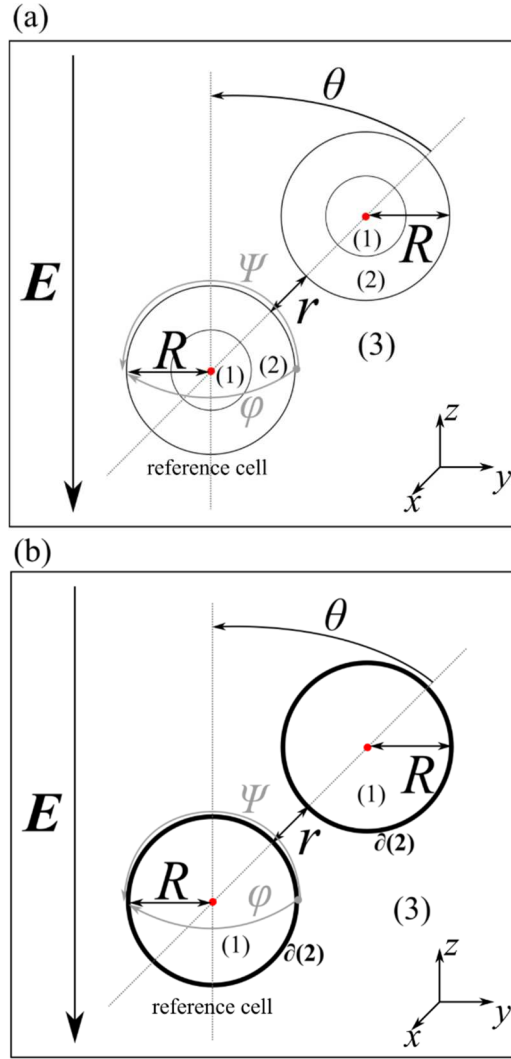 (a)
θ
(1)
R
(2)
E
Ψ
r
(3)
R
(1)
(2)
φ
reference cell
z
y
x
(b)
θ
R
(1)
E
Ψ
r
∂(2)
R
φ
(3)
(1)
∂(2)
reference cell
z
y
x